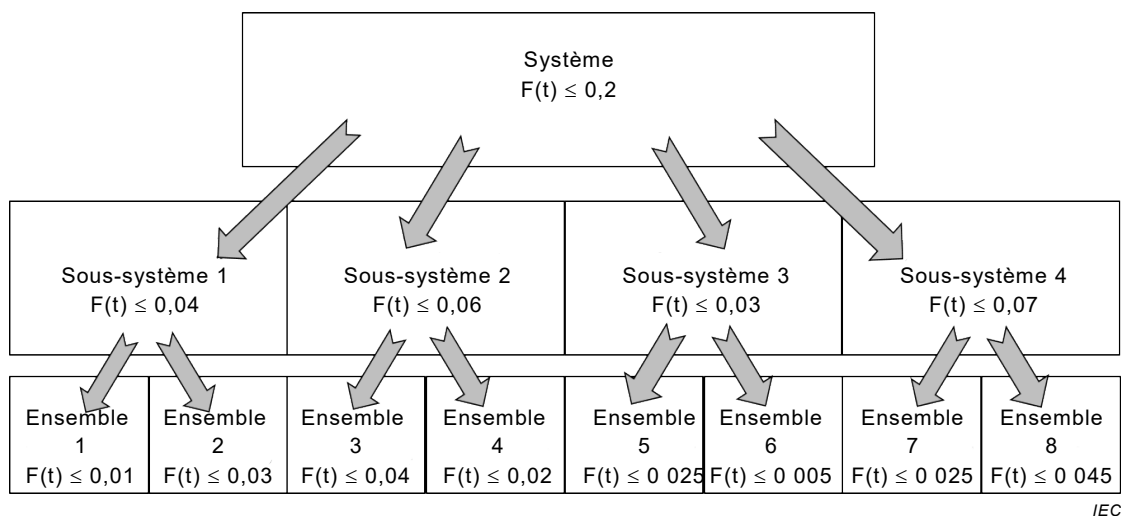 Système
F(t) ≤ 0,2
Sous-système 1
F(t) ≤ 0,04
Sous-système 2
F(t) ≤ 0,06
Sous-système 3
F(t) ≤ 0,03
Sous-système 4
F(t) ≤ 0,07
Ensemble
1
F(t) ≤ 0,01
Ensemble
2
F(t) ≤ 0,03
Ensemble
3
F(t) ≤ 0,04
Ensemble
4
F(t) ≤ 0,02
Ensemble
5
F(t) ≤ 0 025
Ensemble
6
F(t) ≤ 0 005
Ensemble
7
F(t) ≤ 0 025
Ensemble
8
F(t) ≤ 0 045
IEC